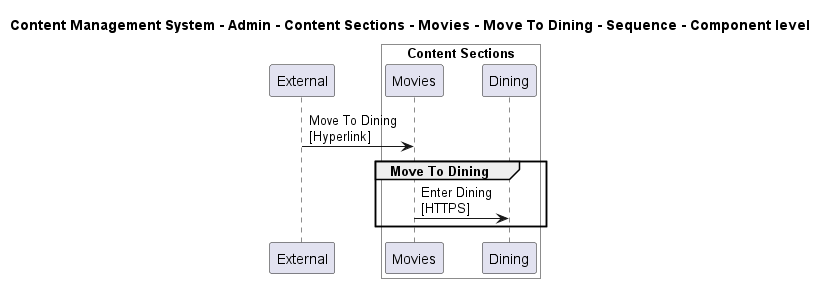 Content Management System - Admin - Content Sections - Movies - Move To Dining - Sequence - Component level
Content Sections
External
Movies
Dining
Move To Dining
[Hyperlink]
Move To Dining
Enter Dining
[HTTPS]
External
Movies
Dining